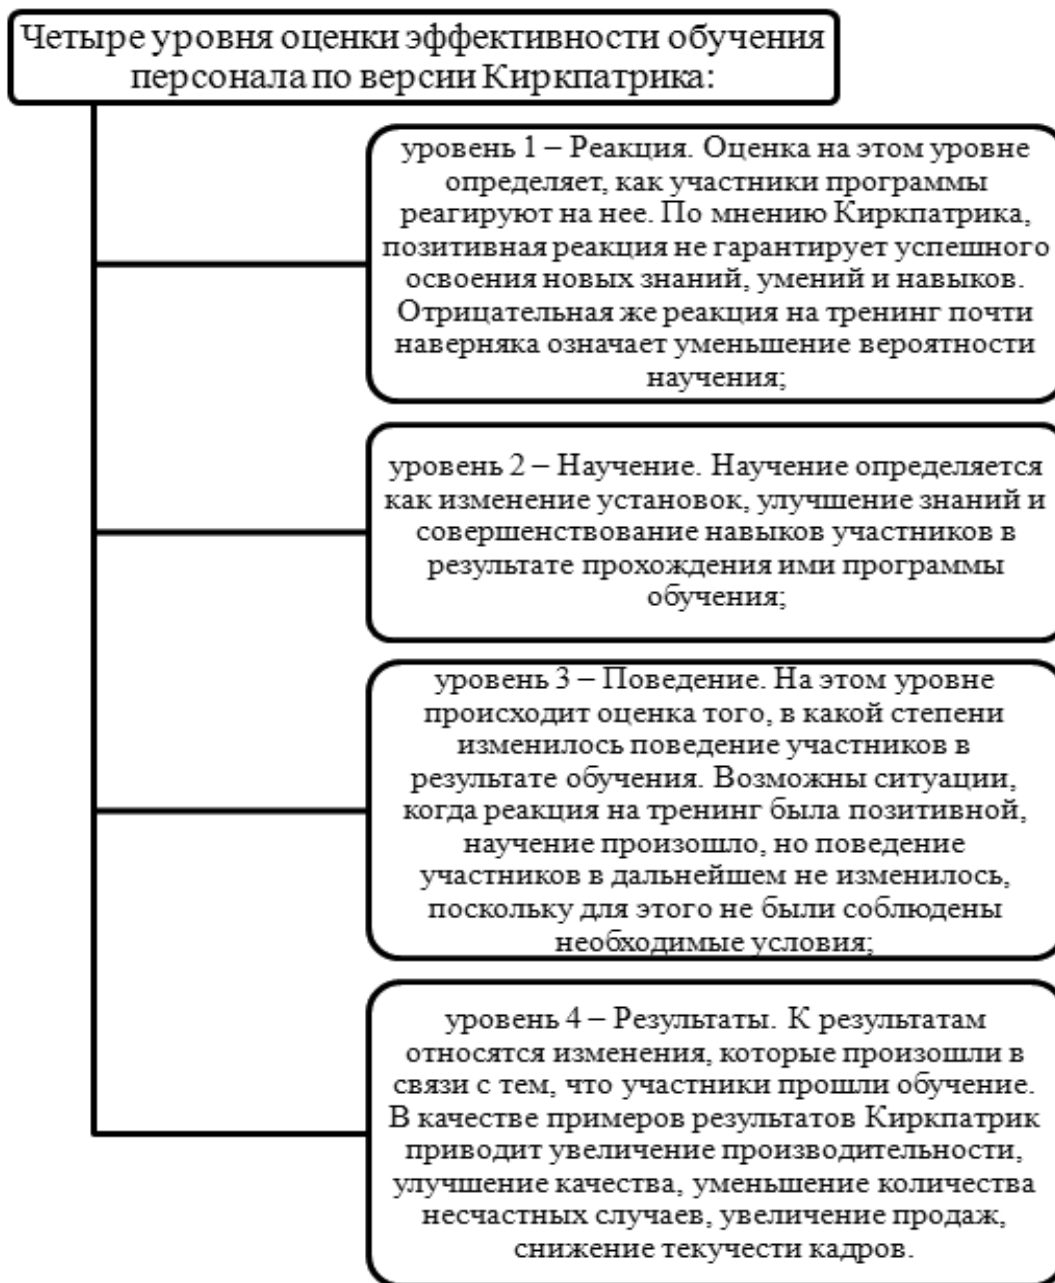 Четыре уровня оценки эффективности обучения
персонала по версии Киркпатрика:
уровень 1 – Реакция. Оценка на этом уровне
определяет, как участники программы
реагируют на нее. По мнению Киркпатрика,
позитивная реакция не гарантирует успешного
освоения новых знаний, умений и навыков.
Отрицательная же реакция на тренинг почти
наверняка означает уменьшение вероятности
научения;
уровень 2 – Научение. Научение определяется
как изменение установок, улучшение знаний и
совершенствование навыков участников в
результате прохождения ими программы
обучения;
уровень 3 – Поведение. На этом уровне
происходит оценка того, в какой степени
изменилось поведение участников в
результате обучения. Возможны ситуации,
когда реакция на тренинг была позитивной,
научение произошло, но поведение
участников в дальнейшем не изменилось,
поскольку для этого не были соблюдены
необходимые условия;
уровень 4 – Результаты. К результатам
относятся изменения, которые произошли в
связи с тем, что участники прошли обучение.
В качестве примеров результатов Киркпатрик
приводит увеличение производительности,
улучшение качества, уменьшение количества
несчастных случаев, увеличение продаж,
снижение текучести кадров.